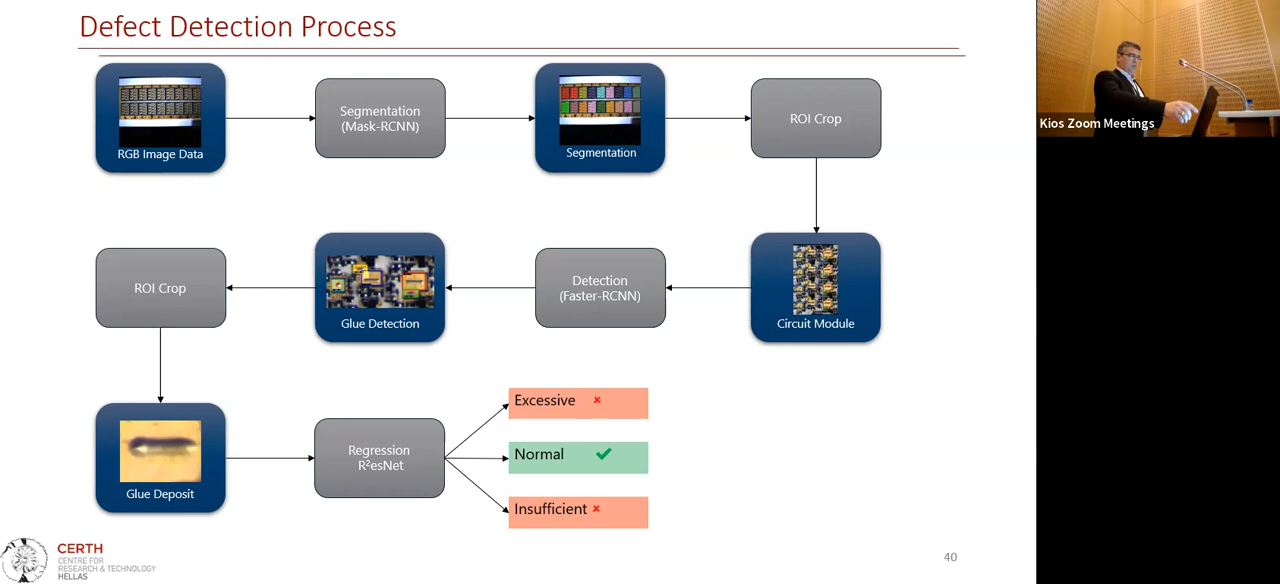 Defect Detection Process
RGB Image Data
Segmentation
(Mask-RCNN)
Segmentation
ROI Crop
Kios Zoom Meetings
ROI Crop
Glue Detection
Detection
(Faster-RCNN)
Circuit Module
Glue Deposit
Regression
R²esNet
Excessive
Normal
Insufficient
CERTH
CENTRE FOR
RESEARCH & TECHNOLOGY
HELLAS
40